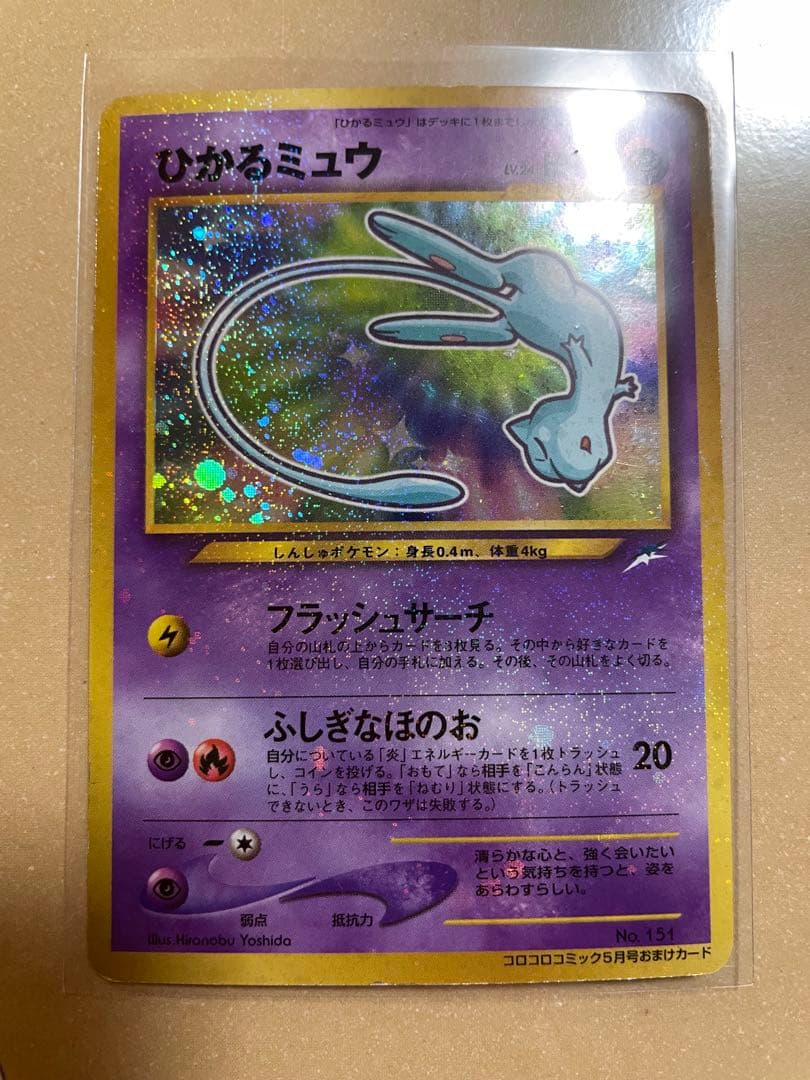 「ひかるミュウ」はデッキに1枚まで
ひかるミュウ
LV.24
しんしゅポケモン：身長0.4m、体重4kg
フラッシュサーチ
自分の山札の上からカードを3枚見る。その中から好きなカードを
1枚選び出し、自分の手札に加える。その後、その山札をよく切る。
ふしぎなほのお
20
自分についている「炎」エネルギーカードを1枚トラッシュ
し、コインを投げる。「おもて」なら相手を「こんらん」状態
に、「うら」なら相手を「ねむり」状態にする。(トラッシュ
できないとき、このワザは失敗する。)
にげる
清らかな心と、強く会いたい
という気持ちを持つと、姿を
あらわすらしい。
弱点
抵抗力
Illus.Hironobu Yoshida
No. 151
コロコロコミック5月号おまけカード